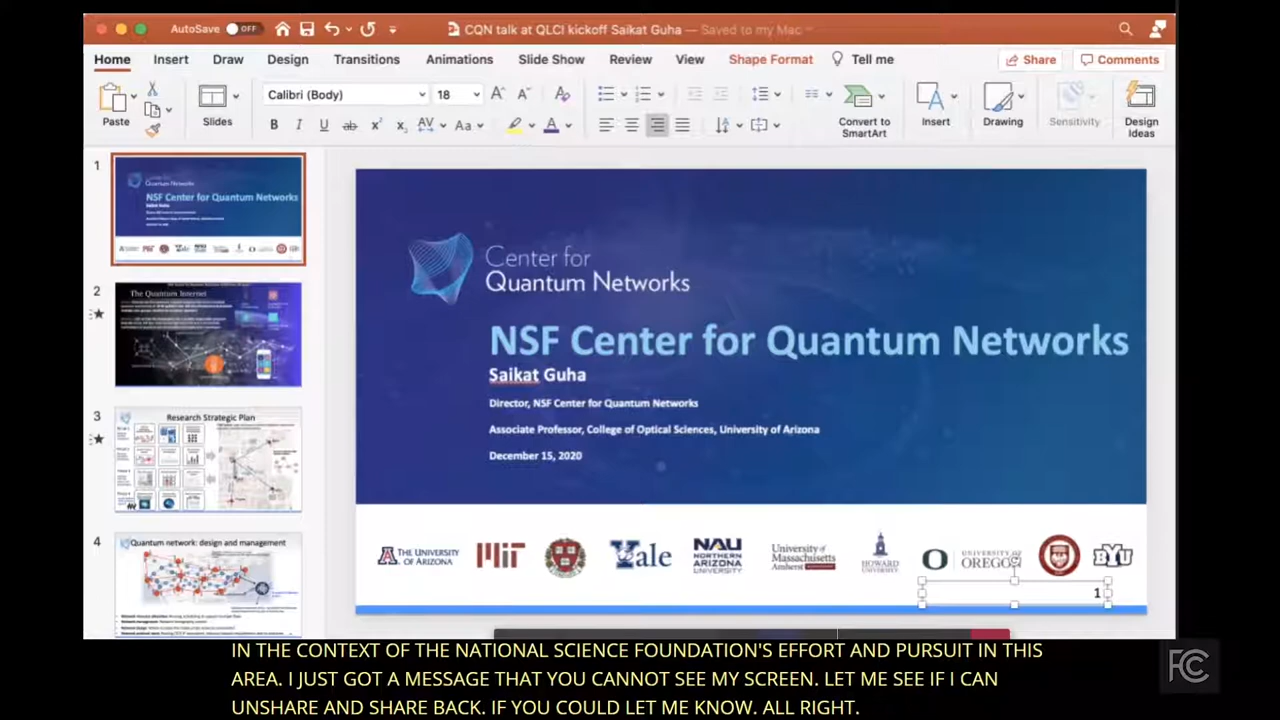 AutoSave OFF
CQN talk at QLCI kickoff Saikat Guha — Saved to my Mac
Home Insert Draw Design Transitions Animations Slide Show Review View Shape Format Tell me Share Comments
Calibri (Body) 18
Paste Slides Convert to SmartArt Insert Drawing Sensitivity Design Ideas
1
Quantum Networks
NSF Center for Quantum Networks
Saikat Guha
2
The Quantum Internet
3
Research Strategic Plan
4
Quantum network: design and management
Center for
Quantum Networks
NSF Center for Quantum Networks
Saikat Guha
Director, NSF Center for Quantum Networks
Associate Professor, College of Optical Sciences, University of Arizona
December 15, 2020
A THE UNIVERSITY OF ARIZONA
MIT
Yale
NAU NORTHERN ARIZONA UNIVERSITY
University of Massachusetts Amherst
HOWARD UNIVERSITY
O UNIVERSITY OF OREGON
BYU
1
IN THE CONTEXT OF THE NATIONAL SCIENCE FOUNDATION'S EFFORT AND PURSUIT IN THIS
AREA. I JUST GOT A MESSAGE THAT YOU CANNOT SEE MY SCREEN. LET ME SEE IF I CAN
UNSHARE AND SHARE BACK. IF YOU COULD LET ME KNOW. ALL RIGHT.
FC